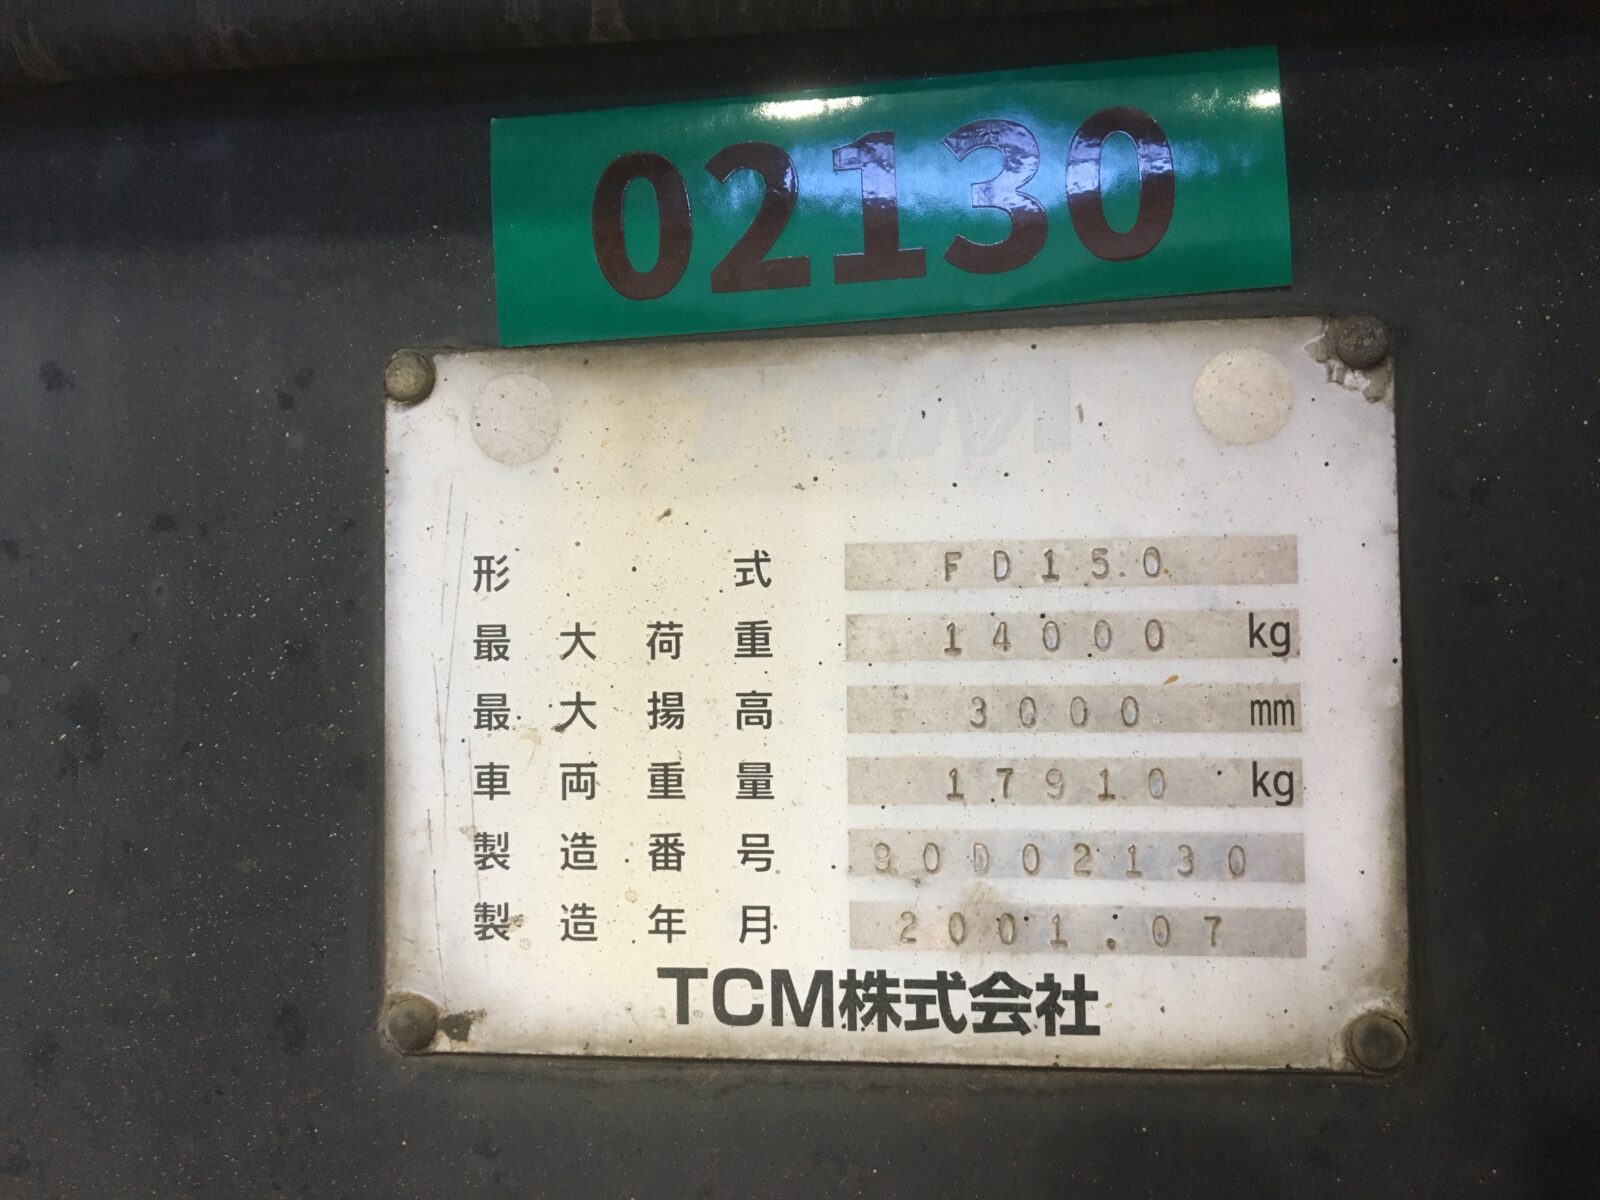 02130
TCM
形式 FD150
最大荷重 14000 kg
最大揚高 3000 mm
車両重量 17910 kg
製造番号 90D02130
製造年月 2001.07
TCM株式会社